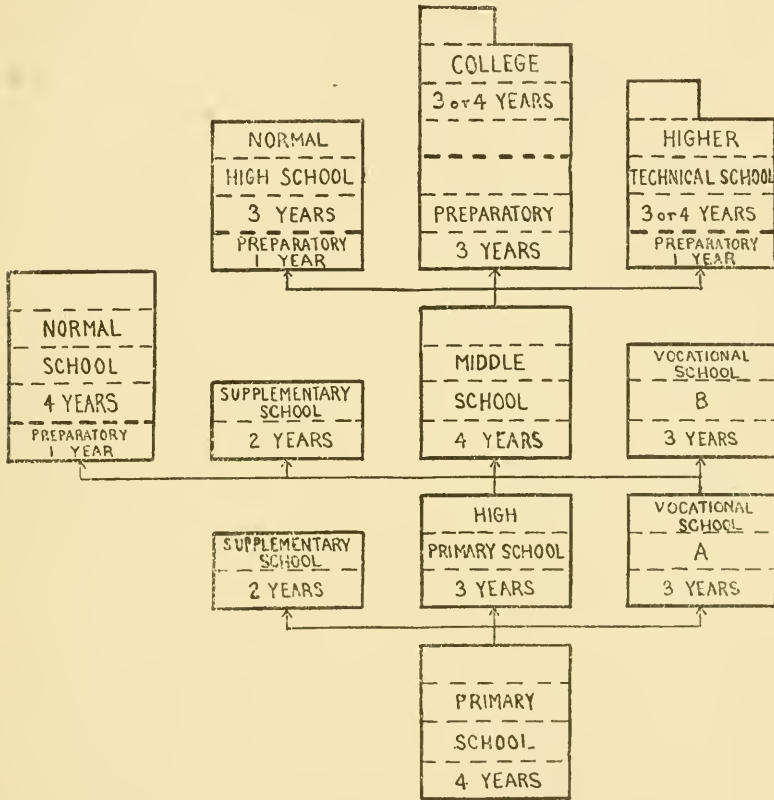 COLLEGE
3 or 4 YEARS
PREPARATORY
3 YEARS
NORMAL
HIGH SCHOOL
3 YEARS
PREPARATORY
1 YEAR
HIGHER
TECHNICAL SCHOOL
3 or 4 YEARS
PREPARATORY
1 YEAR
NORMAL
SCHOOL
4 YEARS
PREPARATORY
1 YEAR
SUPPLEMENTARY
SCHOOL
2 YEARS
MIDDLE
SCHOOL
4 YEARS
VOCATIONAL
SCHOOL
B
3 YEARS
SUPPLEMENTARY
SCHOOL
2 YEARS
HIGH
PRIMARY SCHOOL
3 YEARS
VOCATIONAL
SCHOOL
A
3 YEARS
PRIMARY
SCHOOL
4 YEARS